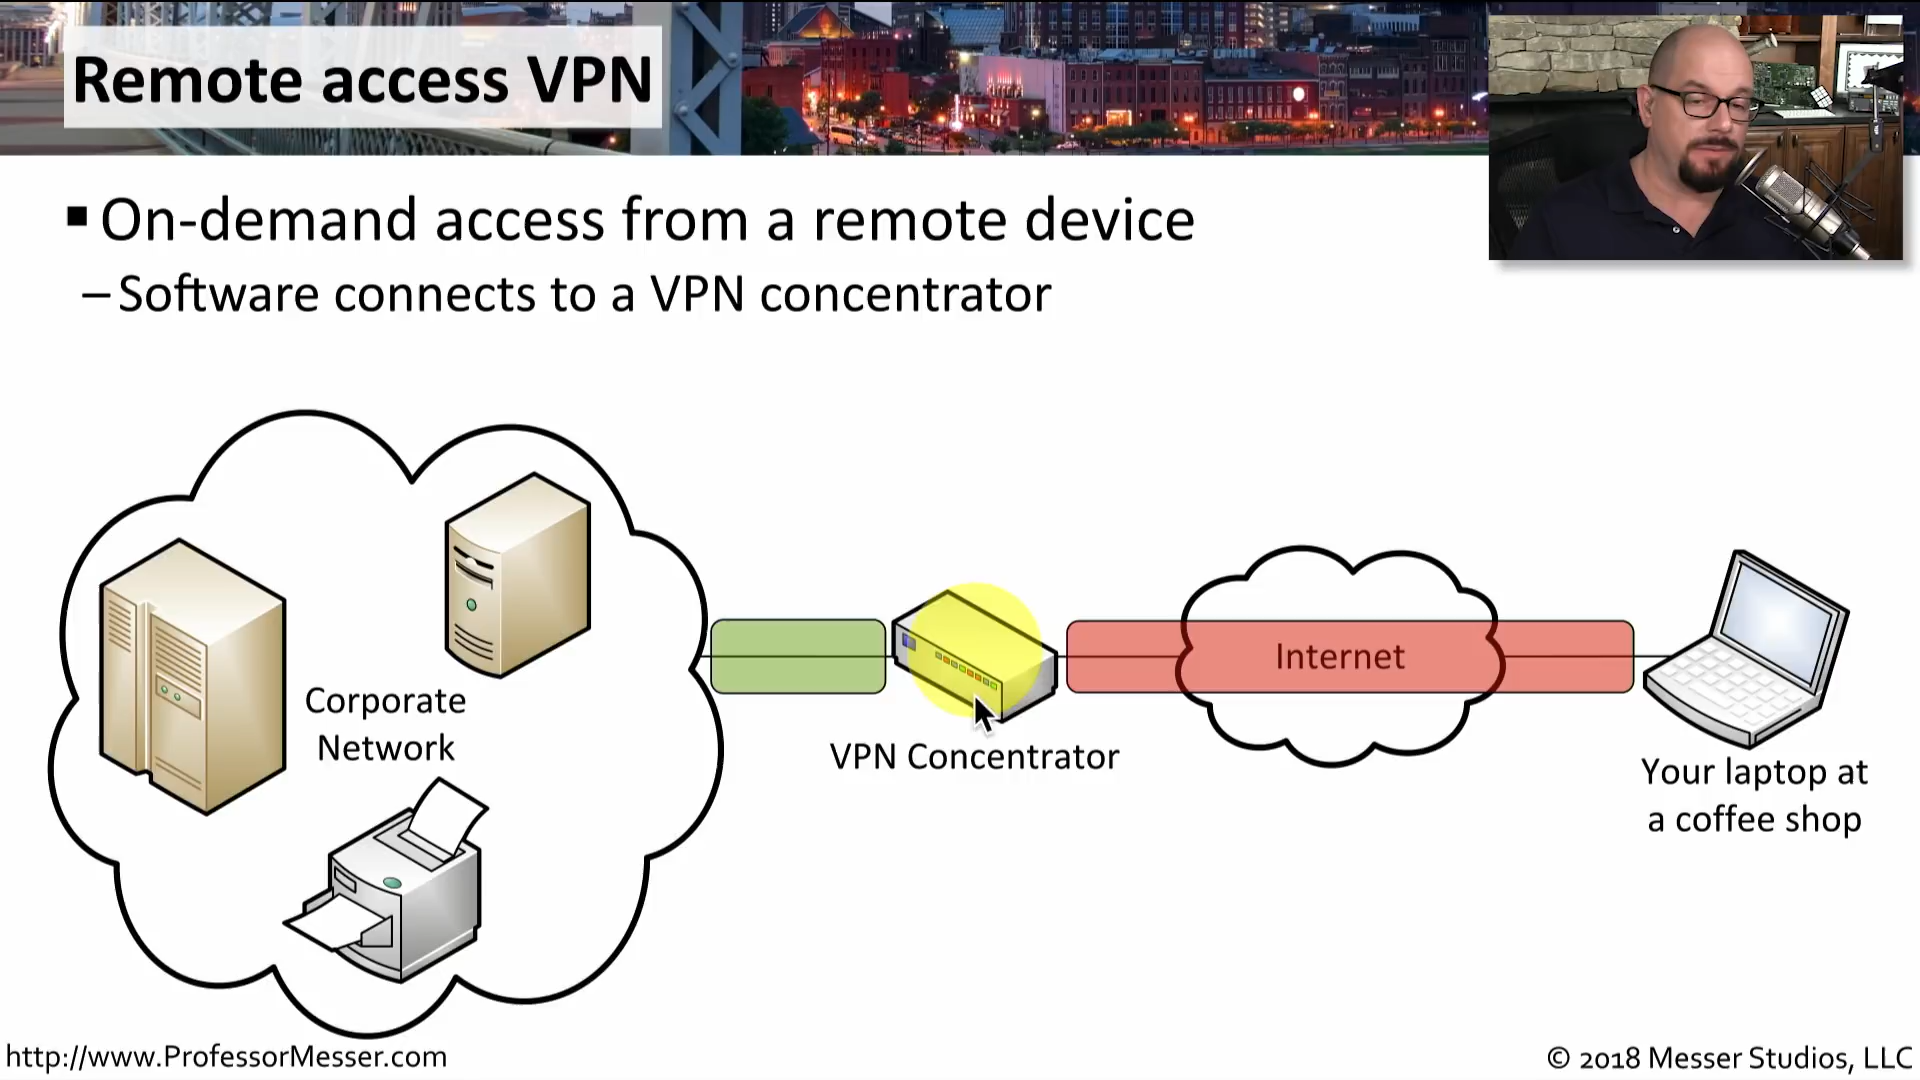 Remote access VPN
▪ On-demand access from a remote device
– Software connects to a VPN concentrator
Corporate
Network
VPN Concentrator
Internet
Your laptop at
a coffee shop
http://www.ProfessorMesser.com
© 2018 Messer Studios, LLC